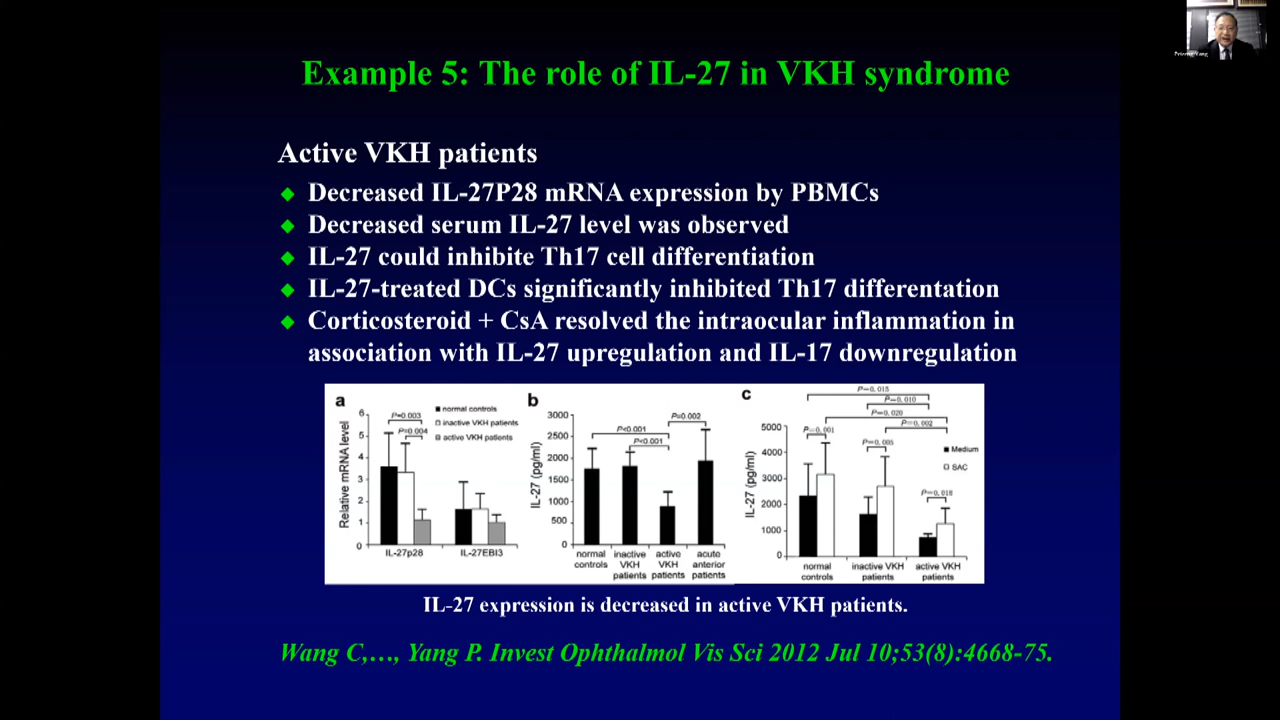 Example 5: The role of IL-27 in VKH syndrome
Active VKH patients
Decreased IL-27P28 mRNA expression by PBMCs
Decreased serum IL-27 level was observed
IL-27 could inhibite Th17 cell differentiation
IL-27-treated DCs significantly inhibited Th17 differentation
Corticosteroid + CsA resolved the intraocular inflammation in
association with IL-27 upregulation and IL-17 downregulation
a
Relative mRNA level
6
5
4
3
2
1
0
normal controls
inactive VKH patients
active VKH patients
P=0.003
P=0.004
IL-27p28
IL-27EBI3
b
IL-27 (pg/ml)
3000
2500
2000
1500
1000
500
0
P=0.002
P<0.001
P<0.001
normal controls
inactive VKH patients
active VKH patients
acute anterior patients
c
IL-27 (pg/ml)
5000
4000
3000
2000
1000
0
P=0.013
P=0.010
P=0.020
P=0.002
P=0.001
P=0.005
P=0.018
Medium
SAC
normal controls
inactive VKH patients
active VKH patients
IL-27 expression is decreased in active VKH patients.
Wang C,…, Yang P. Invest Ophthalmol Vis Sci 2012 Jul 10;53(8):4668-75.